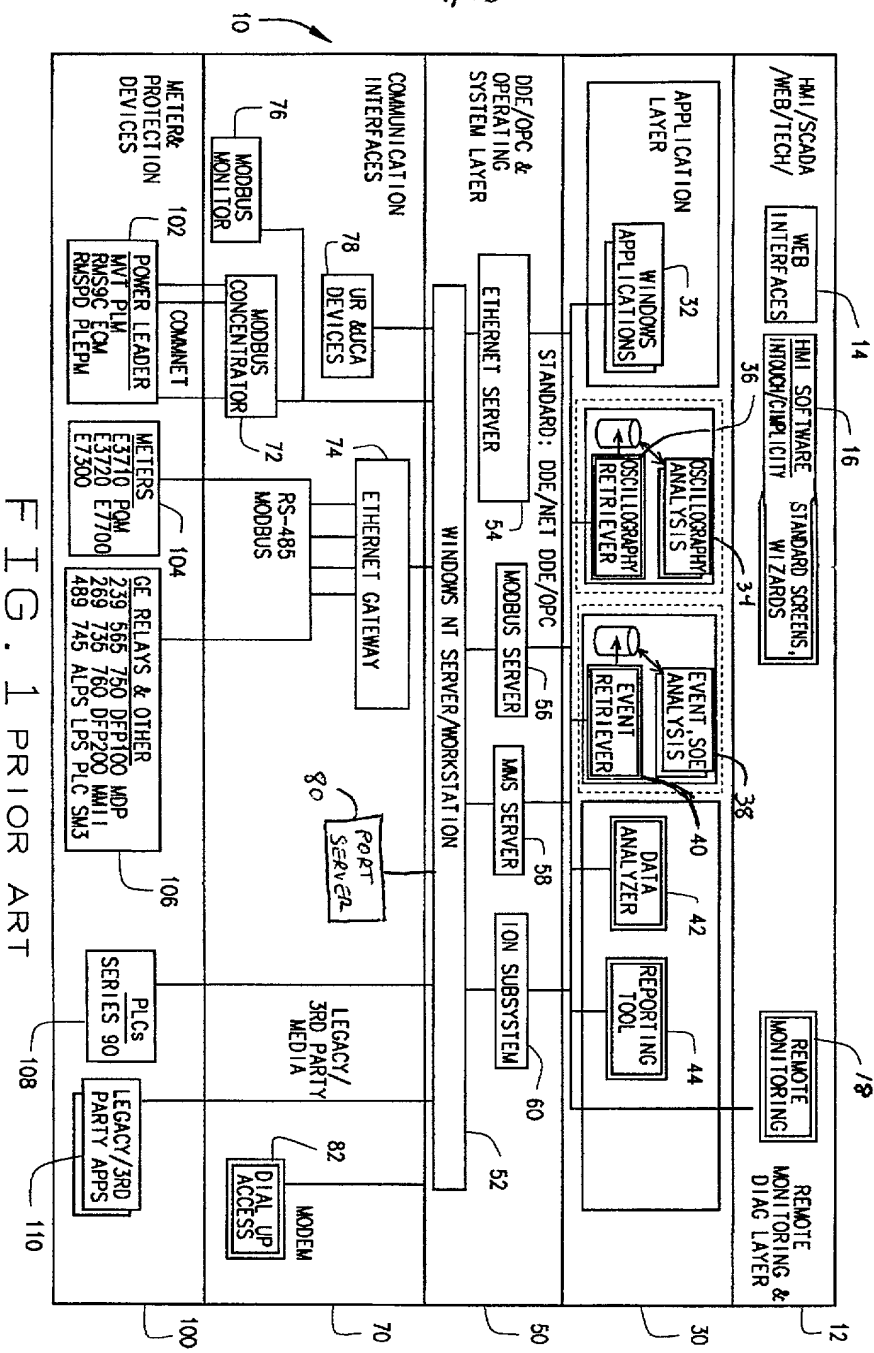 10
HMI/SCADA
/WEB/TECH/
WEB
INTERFACES
14
HMI SOFTWARE
INTOUCH/CIMPLICITY
16
STANDARD SCREENS,
WIZARDS
REMOTE
MONITORING
18
REMOTE
MONITORING &
DIAG LAYER
12
APPLICATION
LAYER
WINDOWS
APPLICATIONS
32
36
OSCILLOGRAPHY
ANALYSIS
OSCILLOGRAPHY
RETRIEVER
34
EVENT, SOE
ANALYSIS
EVENT
RETRIEVER
38
40
DATA
ANALYZER
42
REPORTING
TOOL
44
30
DDE/OPC &
OPERATING
SYSTEM LAYER
STANDARD: DDE/NET DDE/OPC
ETHERNET SERVER
54
MODBUS SERVER
56
MMS SERVER
58
ION SUBSYSTEM
60
WINDOWS NT SERVER/WORKSTATION
52
50
COMMUNICATION
INTERFACES
76
MODBUS
MONITOR
78
UR &UCA
DEVICES
MODBUS
CONCENTRATOR
72
74
ETHERNET GATEWAY
RS-485
MODBUS
80
PORT
SERVER
LEGACY/
3RD PARTY
MEDIA
82
DIAL UP
ACCESS
MODEM
70
METER&
PROTECTION
DEVICES
102
COMMNET
POWER LEADER
MVT PLM
RMS9C ECM
RMSPD PLEPM
METERS
E3710 PQM
E3720 E7700
E7300
104
GE RELAYS & OTHER
239 565 750 DFP100 MDP
269 735 760 DFP200 MMII
489 745 ALPS LPS PLC SM3
106
PLCs
SERIES 90
108
LEGACY/3RD
PARTY APPS
110
100
FIG. 1 PRIOR ART